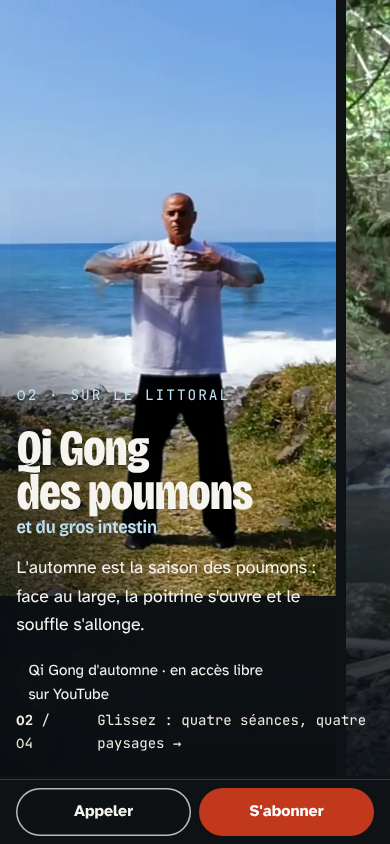 02 · SUR LE LITTORAL
Qi Gong
des poumons
et du gros intestin
L'automne est la saison des poumons :
face au large, la poitrine s'ouvre et le
souffle s'allonge.
Qi Gong d'automne · en accès libre
sur YouTube
02 /
04
Glissez : quatre séances, quatre
paysages →
Appeler
S'abonner